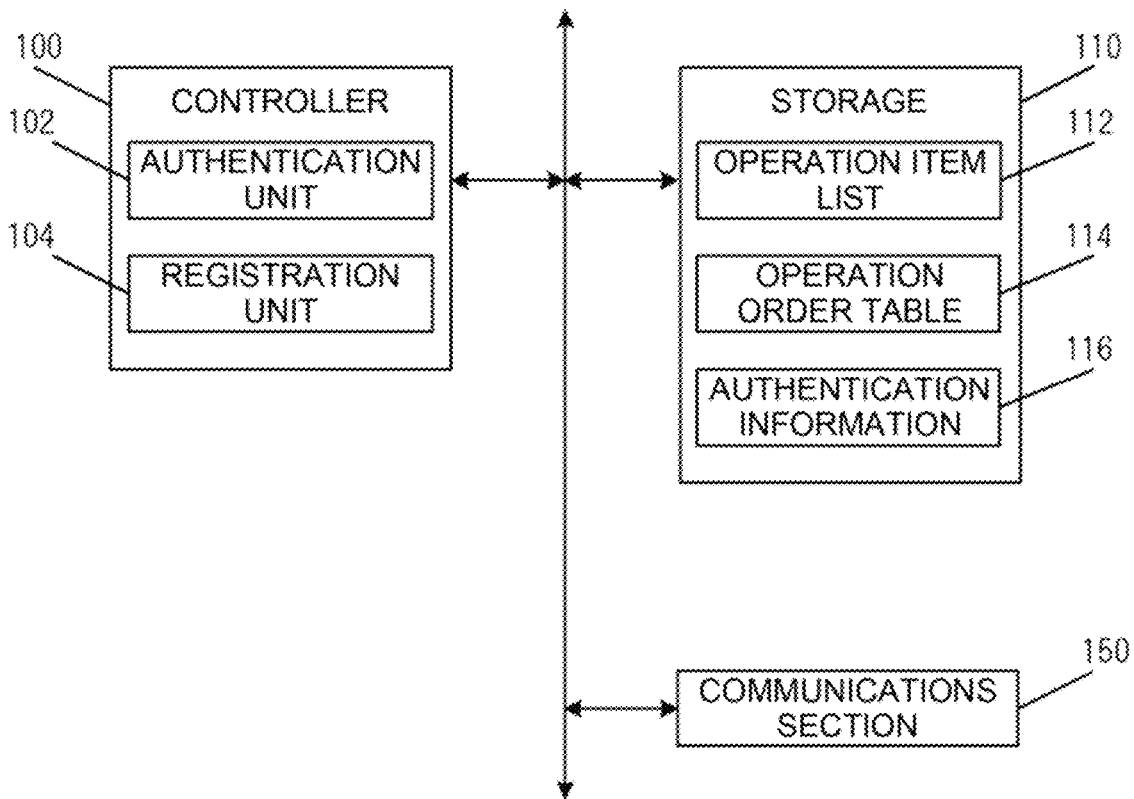 100
CONTROLLER
102
AUTHENTICATION
UNIT
104
REGISTRATION
UNIT
110
STORAGE
112
OPERATION ITEM
LIST
114
OPERATION
ORDER TABLE
116
AUTHENTICATION
INFORMATION
150
COMMUNICATIONS
SECTION